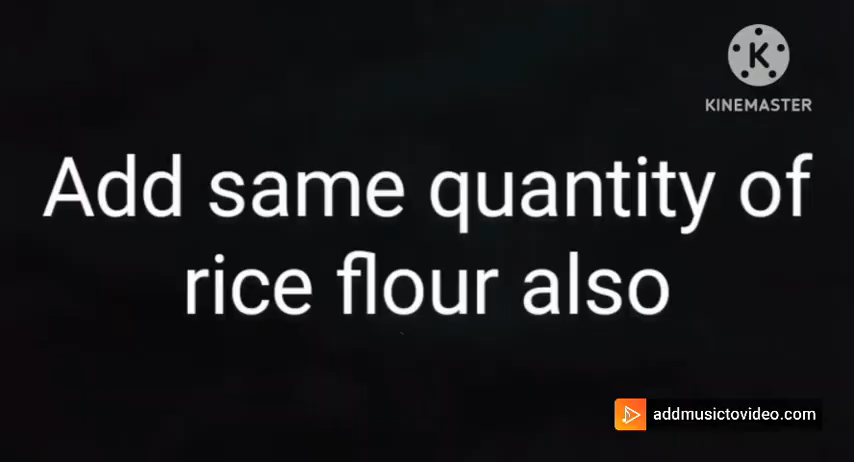 K
KINEMASTER
Add same quantity of
rice flour also
addmusictovideo.com